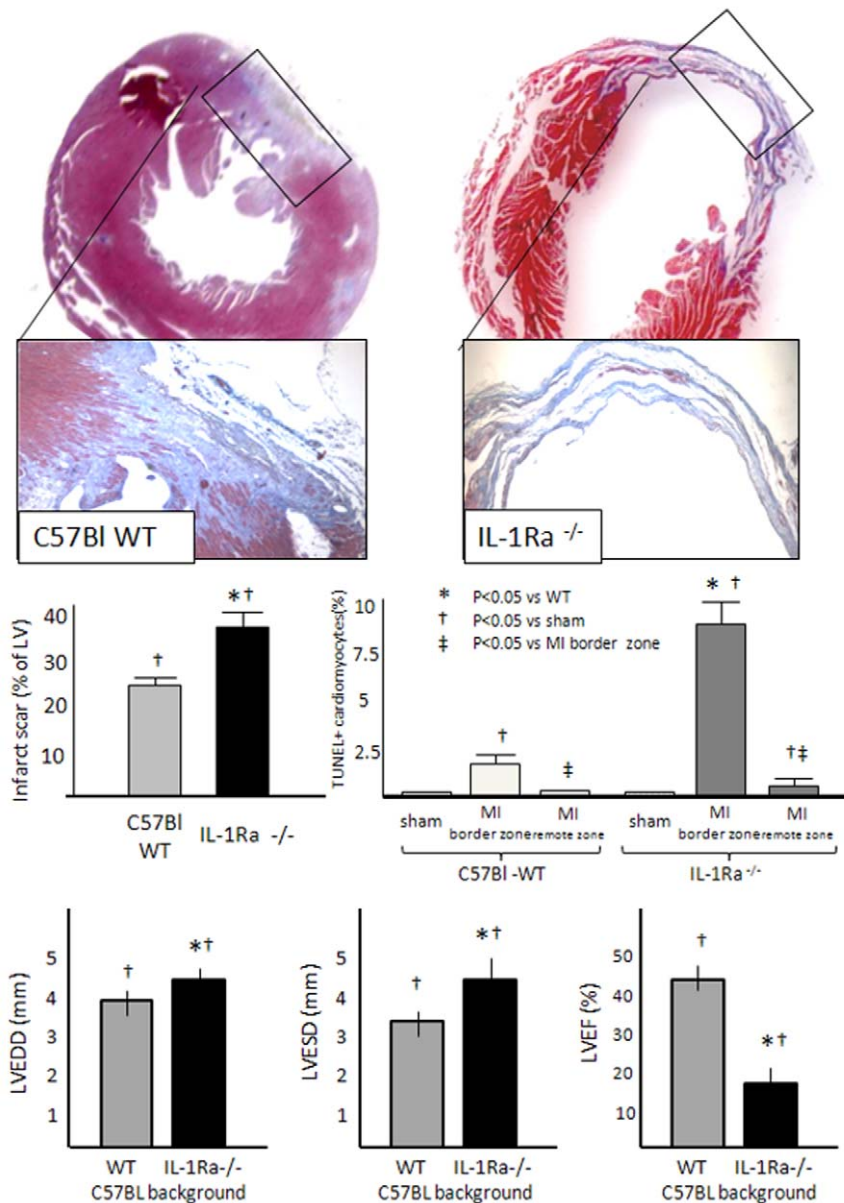 C57Bl WT
IL-1Ra -/-
Infarct scar (% of LV)
40
30
20
10
†
*†
C57Bl
WT
IL-1Ra -/-
TUNEL+ cardiomyocytes(%)
10
7.5
5
2.5
* P<0.05 vs WT
† P<0.05 vs sham
‡ P<0.05 vs MI border zone
†
‡
* †
†‡
sham
MI
border zone
MI
remote zone
sham
MI
border zone
MI
remote zone
C57Bl -WT
IL-1Ra -/-
LVEDD (mm)
5
4
3
2
1
†
*†
WT IL-1Ra-/-
C57BL background
LVESD (mm)
5
4
3
2
1
†
*†
WT IL-1Ra-/-
C57BL background
LVEF (%)
50
40
30
20
10
†
*†
WT IL-1Ra-/-
C57BL background